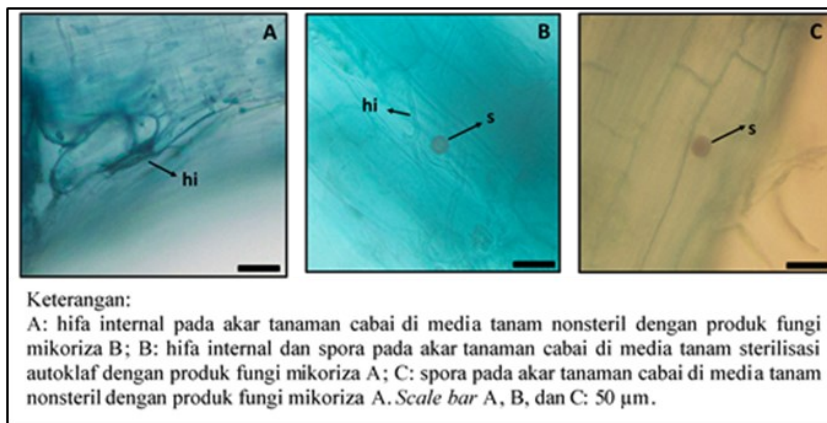 A
B
C
hi
hi
s
s
Keterangan:
A: hifa internal pada akar tanaman cabai di media tanam nonsteril dengan produk fungi
mikoriza B; B: hifa internal dan spora pada akar tanaman cabai di media tanam sterilisasi
autoklaf dengan produk fungi mikoriza A; C: spora pada akar tanaman cabai di media tanam
nonsteril dengan produk fungi mikoriza A. Scale bar A, B, dan C: 50 µm.